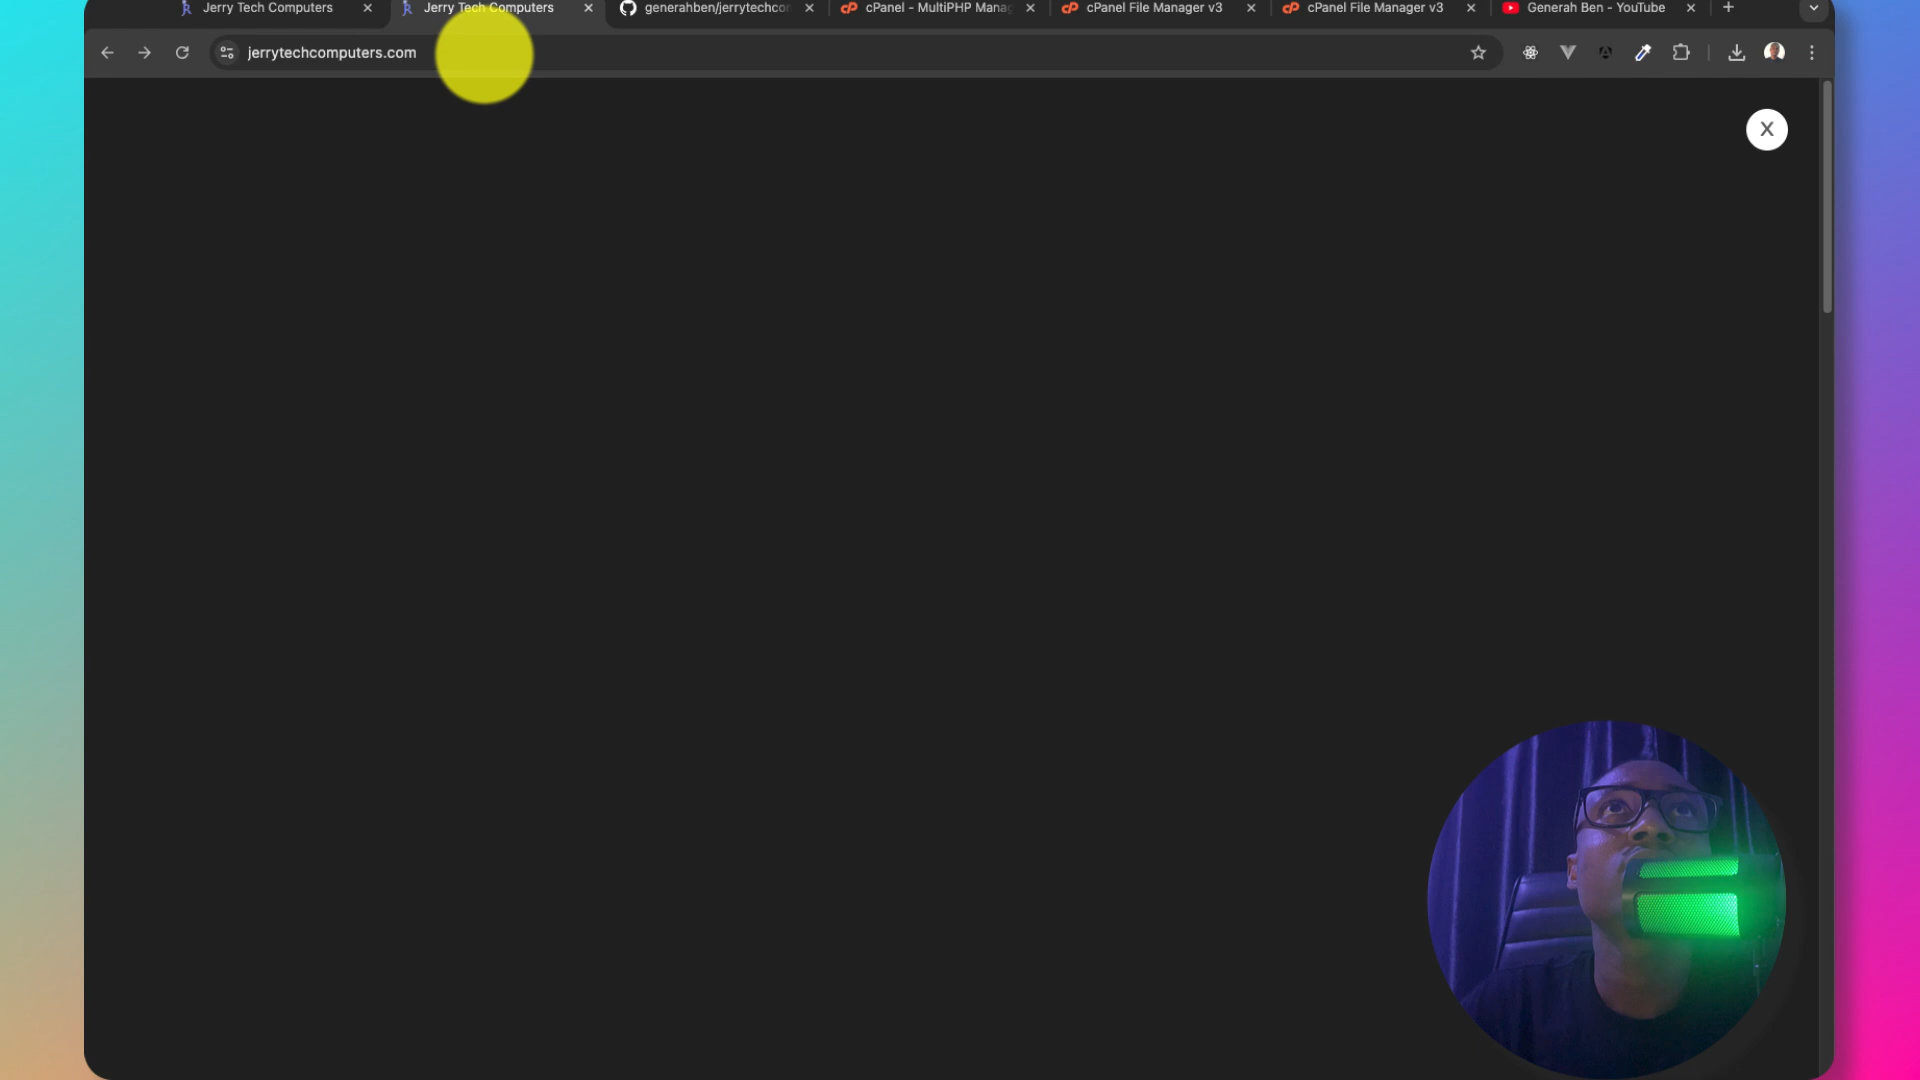 Jerry Tech Computers
Jerry Tech Computers
generahben/jerrytechcom
cPanel - MultiPHP Manag
cPanel File Manager v3
cPanel File Manager v3
Generah Ben - YouTube
jerrytechcomputers.com
X